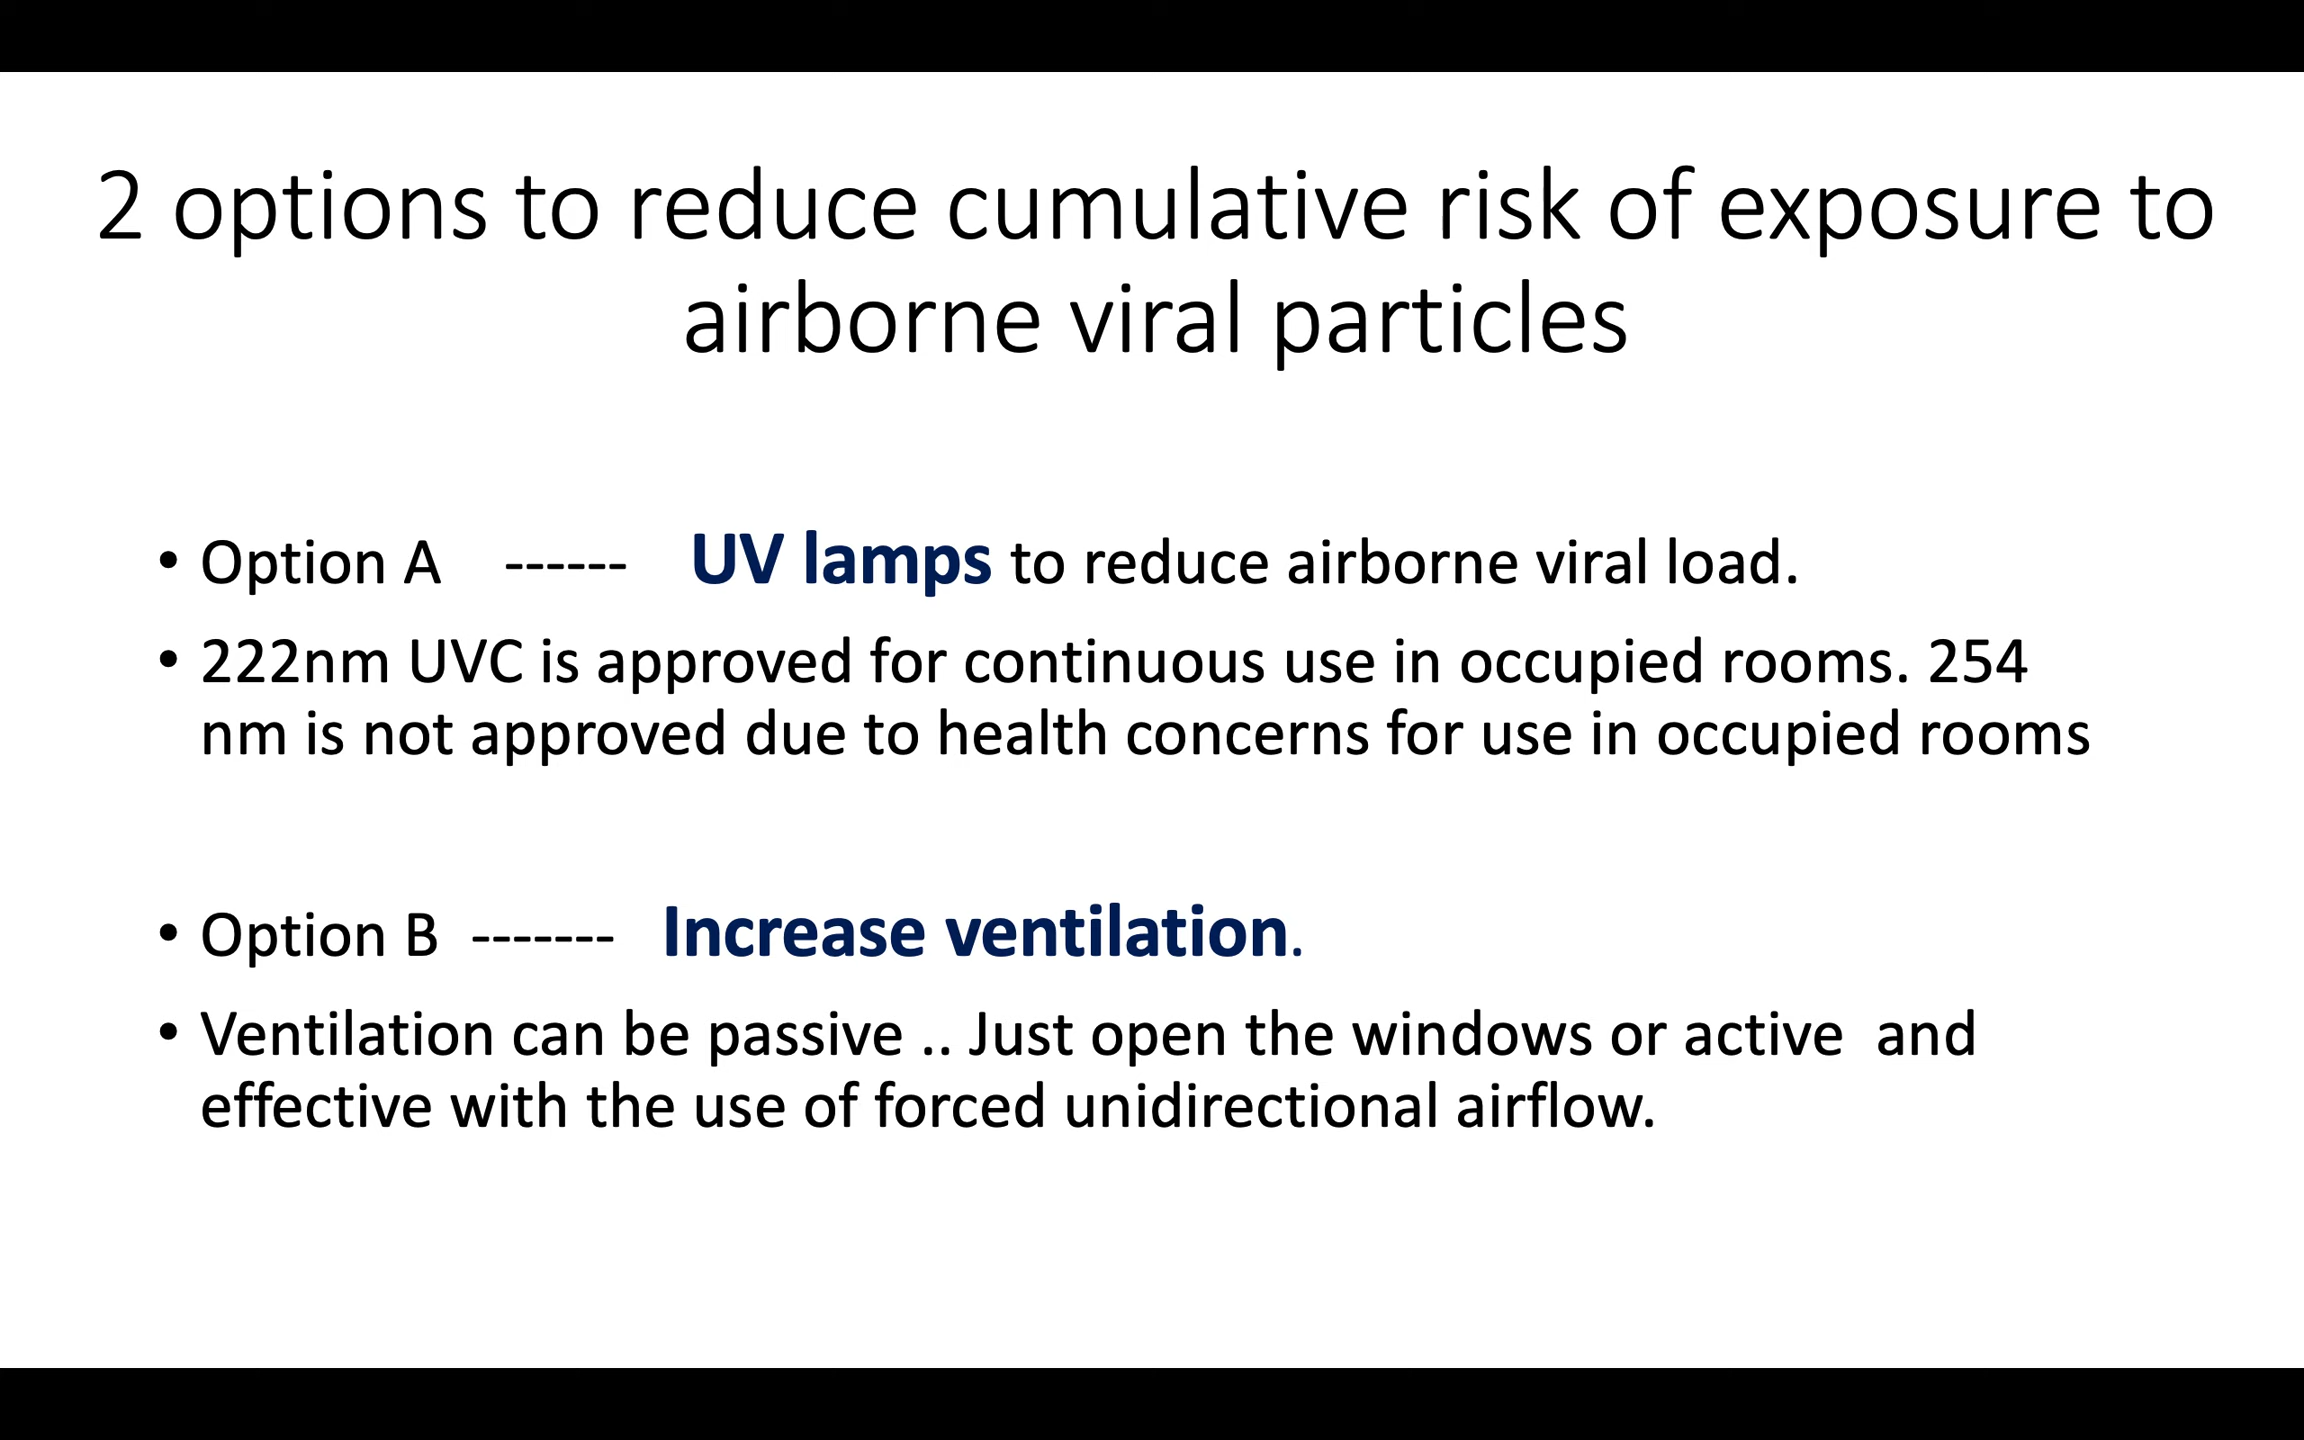 2 options to reduce cumulative risk of exposure to
airborne viral particles
• Option A ------ UV lamps to reduce airborne viral load.
• 222nm UVC is approved for continuous use in occupied rooms. 254
nm is not approved due to health concerns for use in occupied rooms
• Option B ------- Increase ventilation.
• Ventilation can be passive .. Just open the windows or active and
effective with the use of forced unidirectional airflow.